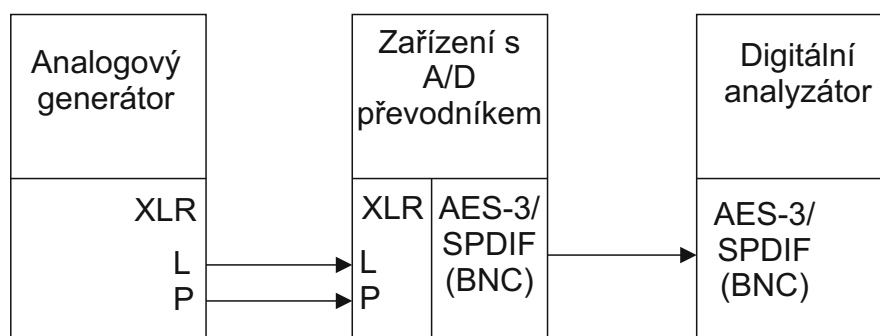 Analogový
generátor
XLR
L
P
Zařízení s
A/D
převodníkem
XLR
L
P
AES-3/
SPDIF
(BNC)
Digitální
analyzátor
AES-3/
SPDIF
(BNC)